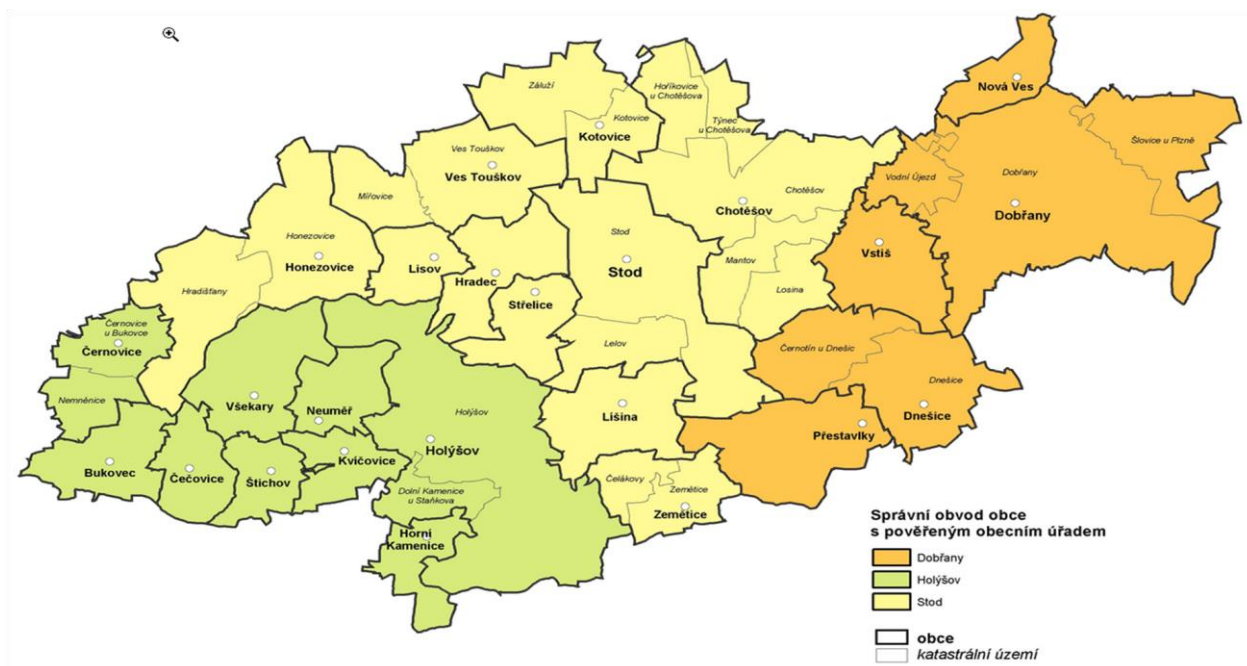 Nová Ves
Záluží
Hoříkovice
u Chotěšova
Kotovice
Kotovice
Týnec
u Chotěšova
Šlovice u Plzně
Ves Touškov
Ves Touškov
Vodní Újezd
Dobřany
Dobřany
Mířovice
Chotěšov
Chotěšov
Honezovice
Honezovice
Stod
Stod
Vstiš
Lisov
Hradec
Mantov
Losina
Hradišťany
Střelice
Černovice
u Bukovce
Černovice
Lelov
Černotín u Dnešic
Dnešice
Dnešice
Nemněnice
Všekary
Neuměř
Holýšov
Holýšov
Lišina
Přestavlky
Bukovec
Čečovice
Štichov
Kvíčovice
Dolní Kamenice
u Staňkova
Čelákovy
Zemětice
Zemětice
Horní
Kamenice
Správní obvod obce
s pověřeným obecním úřadem
Dobřany
Holýšov
Stod
obce
katastrální území